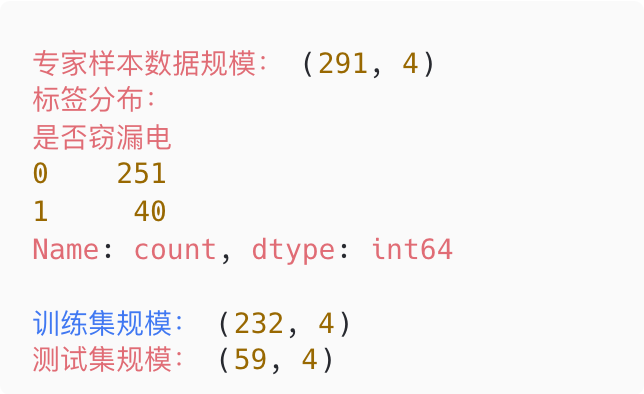 专家样本数据规模： (291, 4)
标签分布：
是否窃漏电
0    251
1     40
Name: count, dtype: int64
训练集规模： (232, 4)
测试集规模： (59, 4)